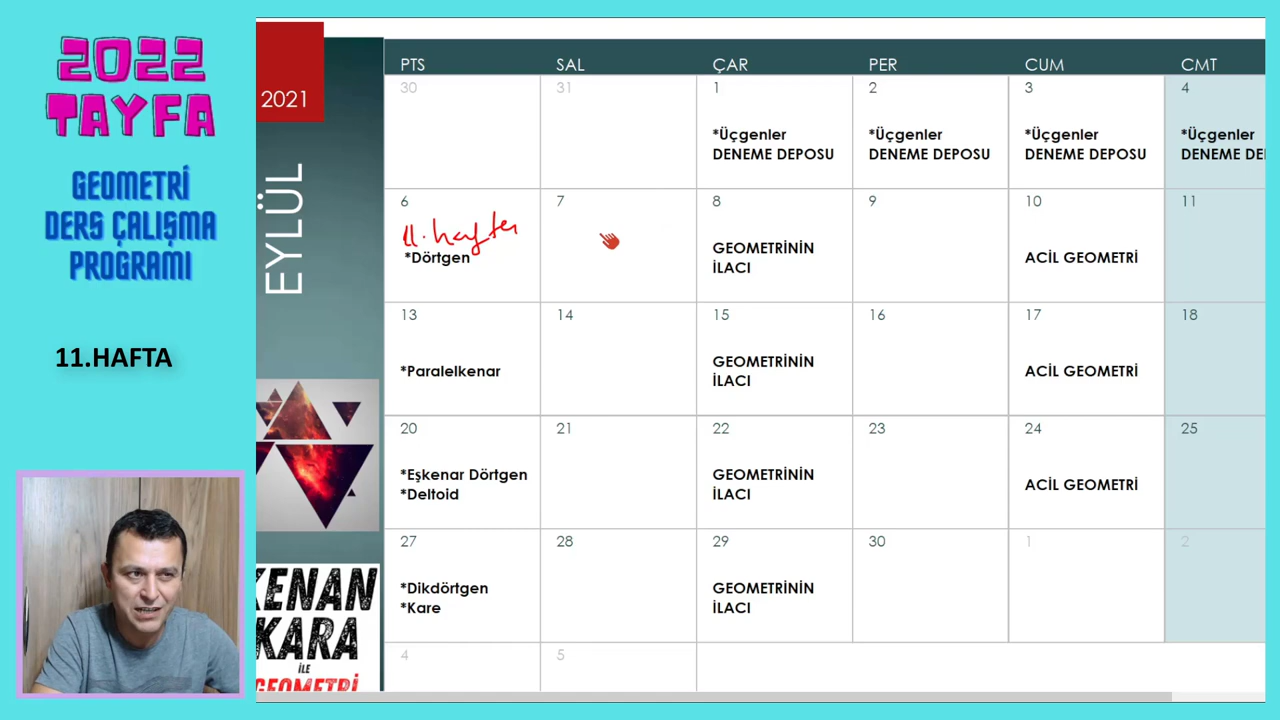 2022
TAYFA
GEOMETRİ
DERS ÇALIŞMA
PROGRAMI
11.HAFTA
2021
EYLÜL
KENAN
KARA
İLE
GEOMETRİ
PTS SAL ÇAR PER CUM CMT
30 31 1 2 3 4
*Üçgenler *Üçgenler *Üçgenler *Üçgenler
DENEME DEPOSU DENEME DEPOSU DENEME DEPOSU DENEME DE
6 7 8 9 10 11
11. hafta
*Dörtgen
GEOMETRİNİN
İLACI
ACİL GEOMETRİ
13 14 15 16 17 18
*Paralelkenar
GEOMETRİNİN
İLACI
ACİL GEOMETRİ
20 21 22 23 24 25
*Eşkenar Dörtgen
*Deltoid
GEOMETRİNİN
İLACI
ACİL GEOMETRİ
27 28 29 30 1 2
*Dikdörtgen
*Kare
GEOMETRİNİN
İLACI
4 5